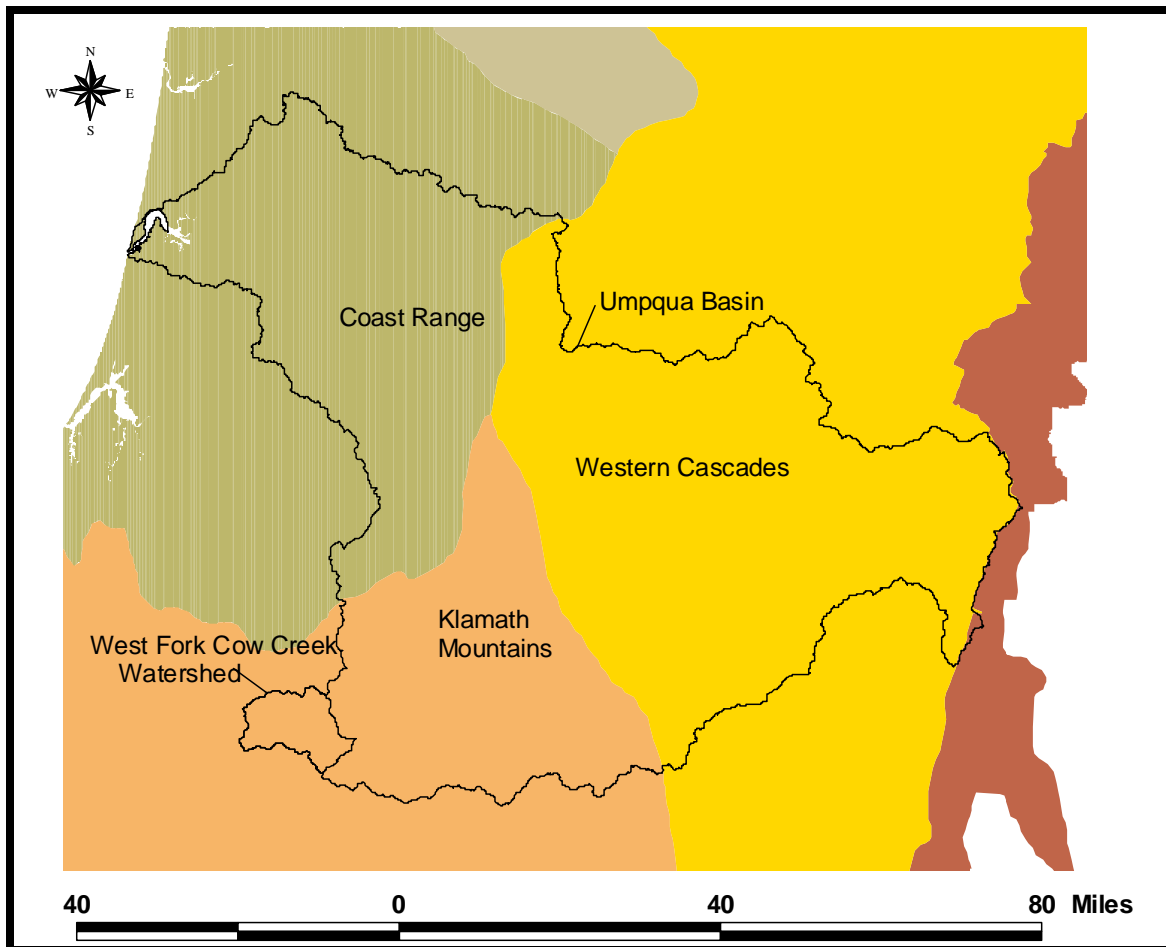 N
W E
S
Umpqua Basin
Coast Range
Western Cascades
Klamath
Mountains
West Fork Cow Creek
Watershed
40 0 40 80 Miles